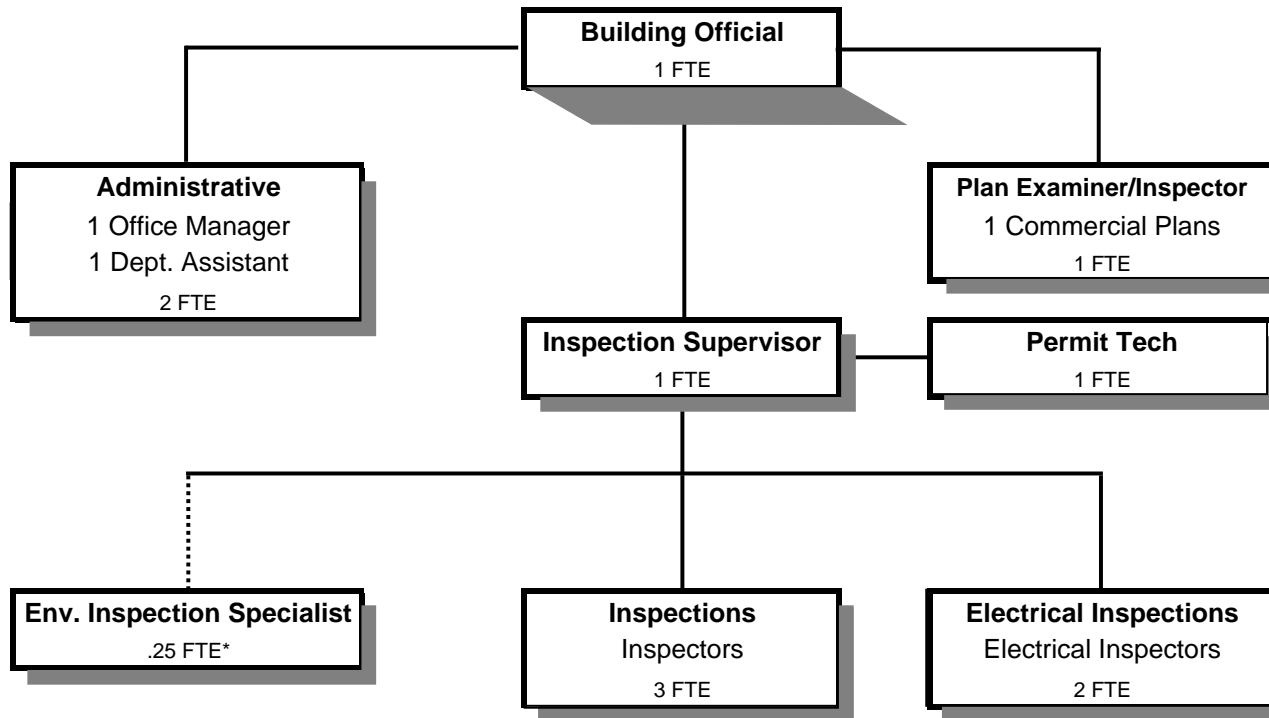 Building Official
1 FTE
Administrative
1 Office Manager
1 Dept. Assistant
2 FTE
Plan Examiner/Inspector
1 Commercial Plans
1 FTE
Inspection Supervisor
1 FTE
Permit Tech
1 FTE
Env. Inspection Specialist
.25 FTE*
Inspections
Inspectors
3 FTE
Electrical Inspections
Electrical Inspectors
2 FTE